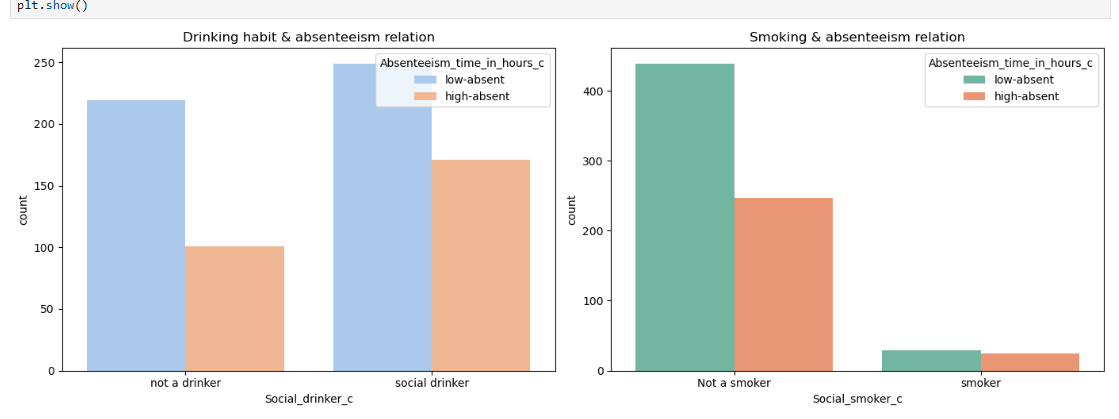 plt.show()
Drinking habit & absenteeism relation
Absenteeism_time_in_hours_c
low-absent
high-absent
250
200
150
100
50
0
count
not a drinker
social drinker
Social_drinker_c
Smoking & absenteeism relation
Absenteeism_time_in_hours_c
low-absent
high-absent
400
300
200
100
0
count
Not a smoker
smoker
Social_smoker_c